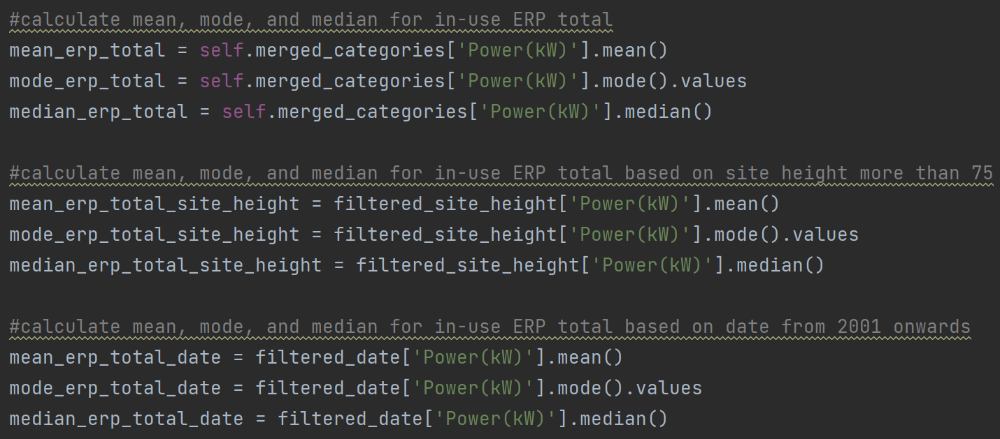 #calculate mean, mode, and median for in-use ERP total
mean_erp_total = self.merged_categories['Power(kW)'].mean()
mode_erp_total = self.merged_categories['Power(kW)'].mode().values
median_erp_total = self.merged_categories['Power(kW)'].median()
#calculate mean, mode, and median for in-use ERP total based on site height more than 75
mean_erp_total_site_height = filtered_site_height['Power(kW)'].mean()
mode_erp_total_site_height = filtered_site_height['Power(kW)'].mode().values
median_erp_total_site_height = filtered_site_height['Power(kW)'].median()
#calculate mean, mode, and median for in-use ERP total based on date from 2001 onwards
mean_erp_total_date = filtered_date['Power(kW)'].mean()
mode_erp_total_date = filtered_date['Power(kW)'].mode().values
median_erp_total_date = filtered_date['Power(kW)'].median()